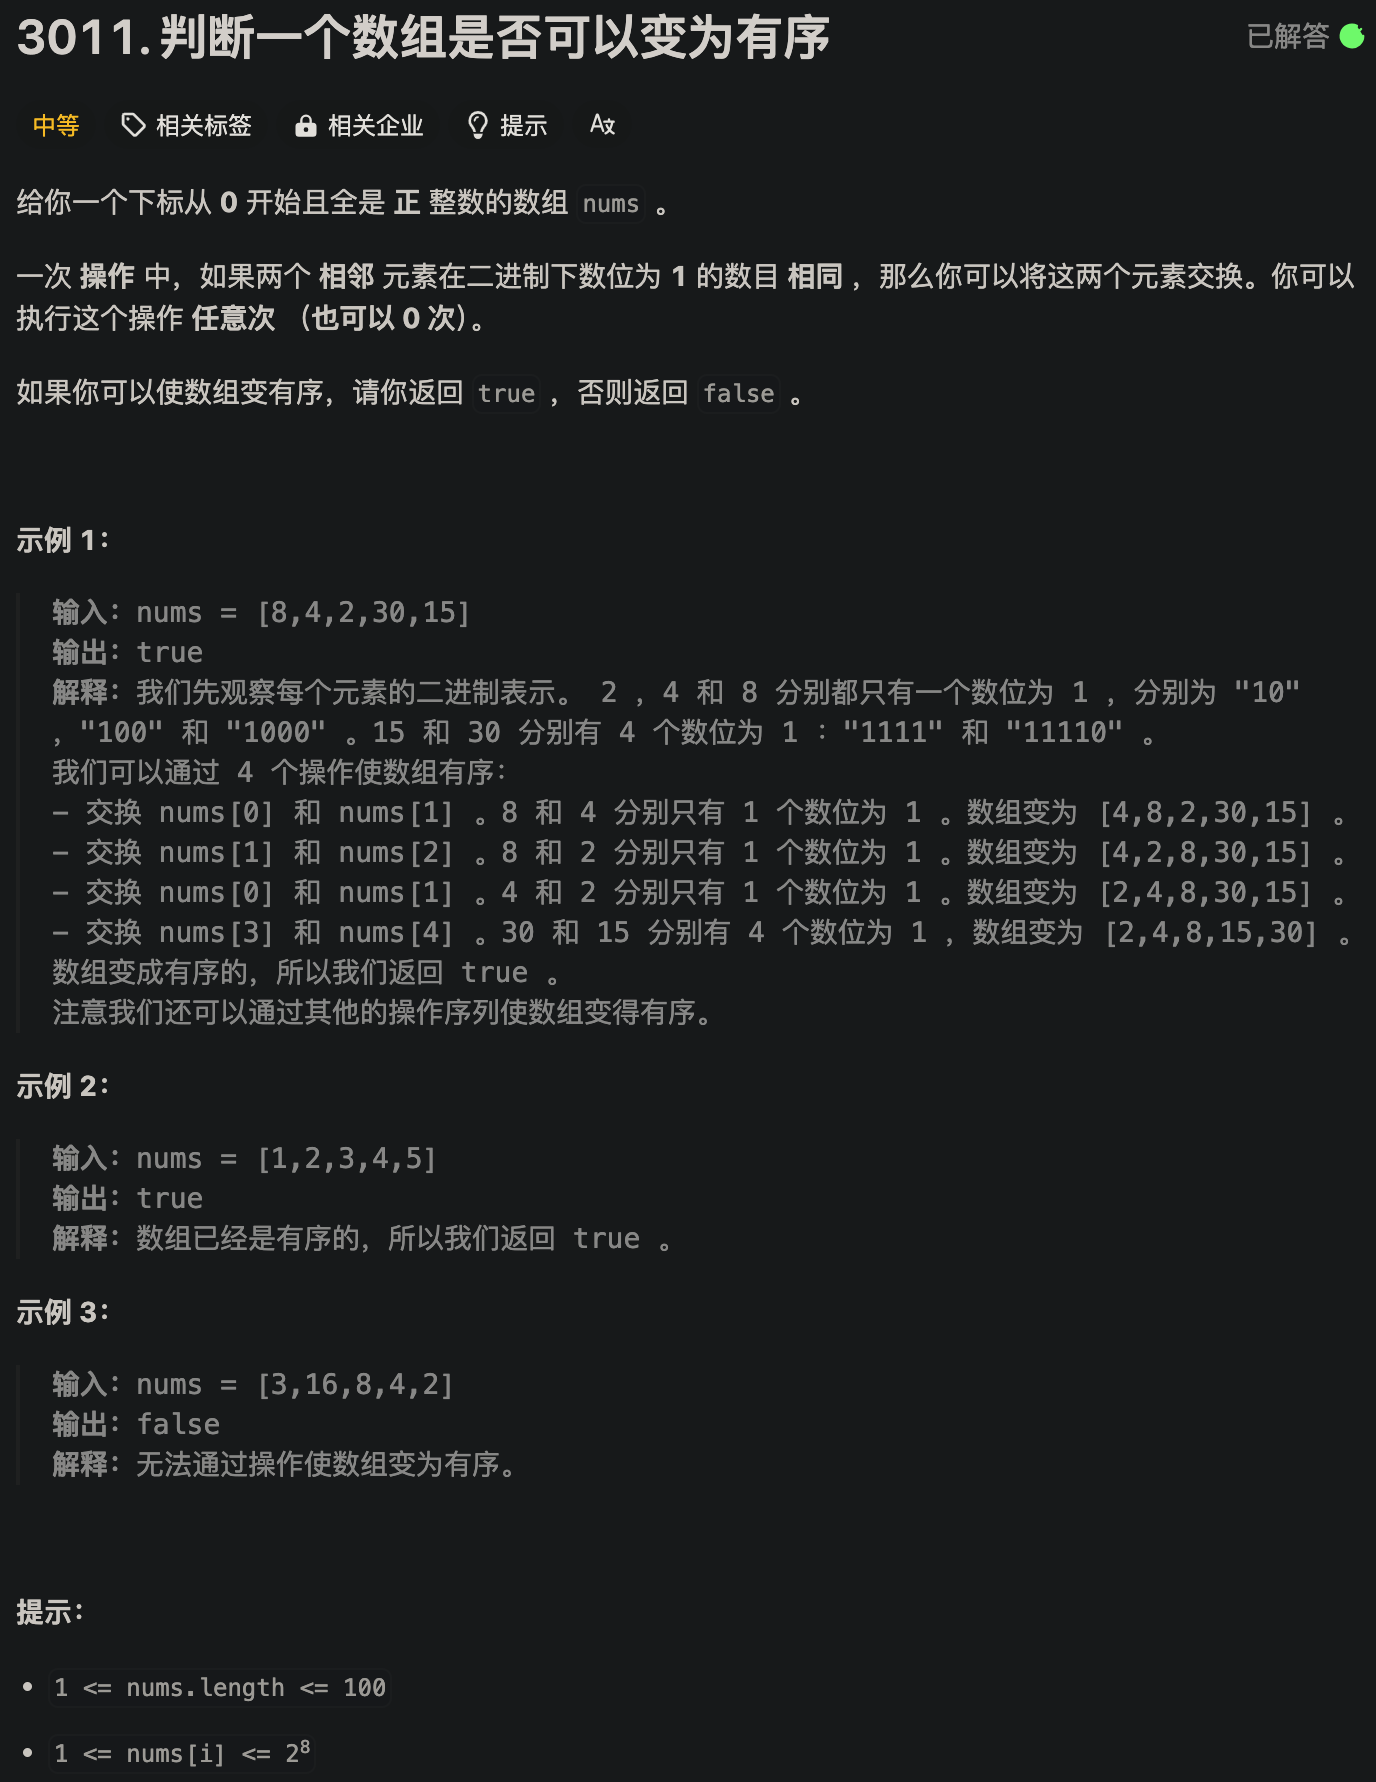 3011. 判断一个数组是否可以变为有序
已解答
中等 相关标签 相关企业 提示
给你一个下标从 0 开始且全是 正 整数的数组 nums 。
一次 操作 中，如果两个 相邻 元素在二进制下数位为 1 的数目 相同 ，那么你可以将这两个元素交换。你可以
执行这个操作 任意次 （也可以 0 次）。
如果你可以使数组变有序，请你返回 true ，否则返回 false 。
示例 1：
输入：nums = [8,4,2,30,15]
输出：true
解释：我们先观察每个元素的二进制表示。 2 ，4 和 8 分别都只有一个数位为 1 ，分别为 "10"
，"100" 和 "1000" 。15 和 30 分别有 4 个数位为 1 ："1111" 和 "11110" 。
我们可以通过 4 个操作使数组有序：
- 交换 nums[0] 和 nums[1] 。8 和 4 分别只有 1 个数位为 1 。数组变为 [4,8,2,30,15] 。
- 交换 nums[1] 和 nums[2] 。8 和 2 分别只有 1 个数位为 1 。数组变为 [4,2,8,30,15] 。
- 交换 nums[0] 和 nums[1] 。4 和 2 分别只有 1 个数位为 1 。数组变为 [2,4,8,30,15] 。
- 交换 nums[3] 和 nums[4] 。30 和 15 分别有 4 个数位为 1 ，数组变为 [2,4,8,15,30] 。
数组变成有序的，所以我们返回 true 。
注意我们还可以通过其他的操作序列使数组变得有序。
示例 2：
输入：nums = [1,2,3,4,5]
输出：true
解释：数组已经是有序的，所以我们返回 true 。
示例 3：
输入：nums = [3,16,8,4,2]
输出：false
解释：无法通过操作使数组变为有序。
提示：
• 1 <= nums.length <= 100
• 1 <= nums[i] <= 2⁸